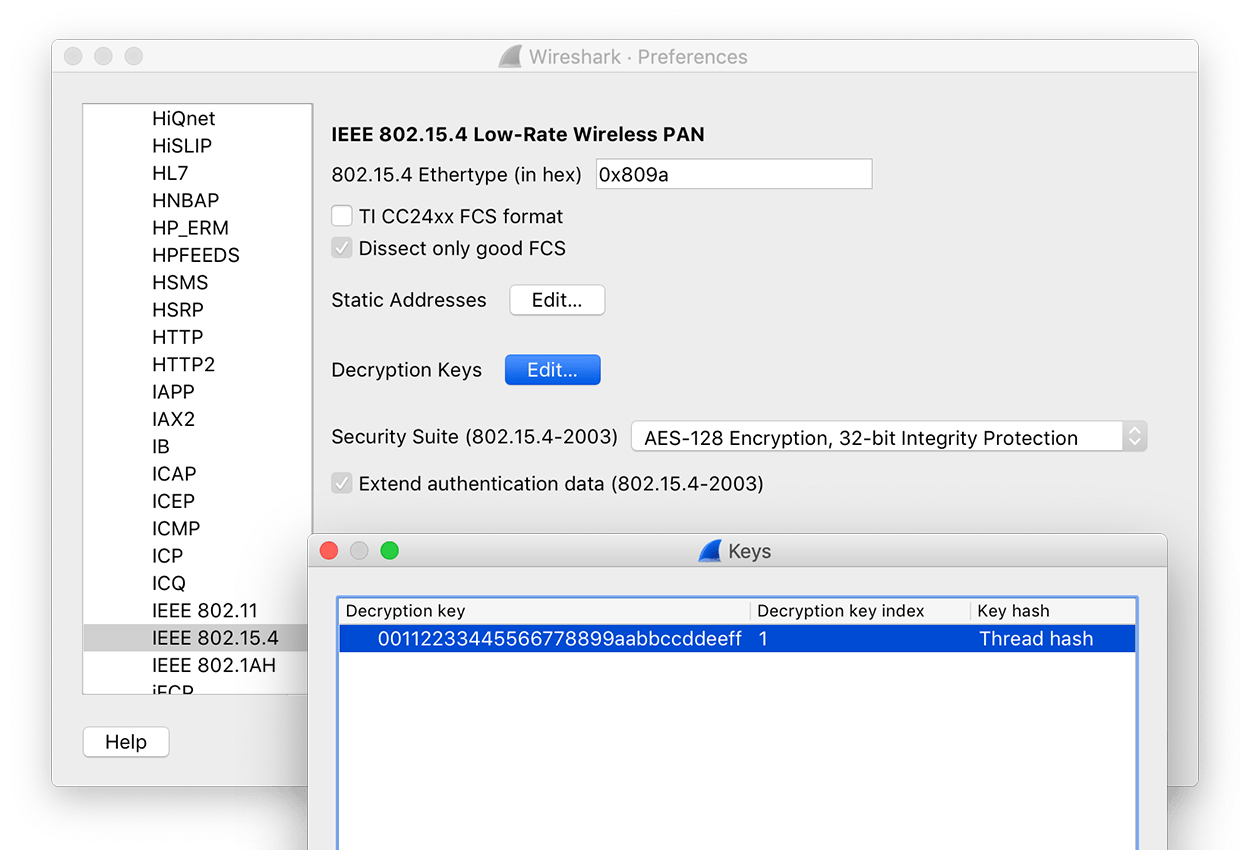 Wireshark · Preferences
HiQnet
HiSLIP
HL7
HNBAP
HP_ERM
HPFEEDS
HSMS
HSRP
HTTP
HTTP2
IAPP
IAX2
IB
ICAP
ICEP
ICMP
ICP
ICQ
IEEE 802.11
IEEE 802.15.4
IEEE 802.1AH
iFCP
Help
IEEE 802.15.4 Low-Rate Wireless PAN
802.15.4 Ethertype (in hex) 0x809a
TI CC24xx FCS format
Dissect only good FCS
Static Addresses Edit...
Decryption Keys Edit...
Security Suite (802.15.4-2003) AES-128 Encryption, 32-bit Integrity Protection
Extend authentication data (802.15.4-2003)
Keys
Decryption key Decryption key index Key hash
00112233445566778899aabbccddeeff 1 Thread hash